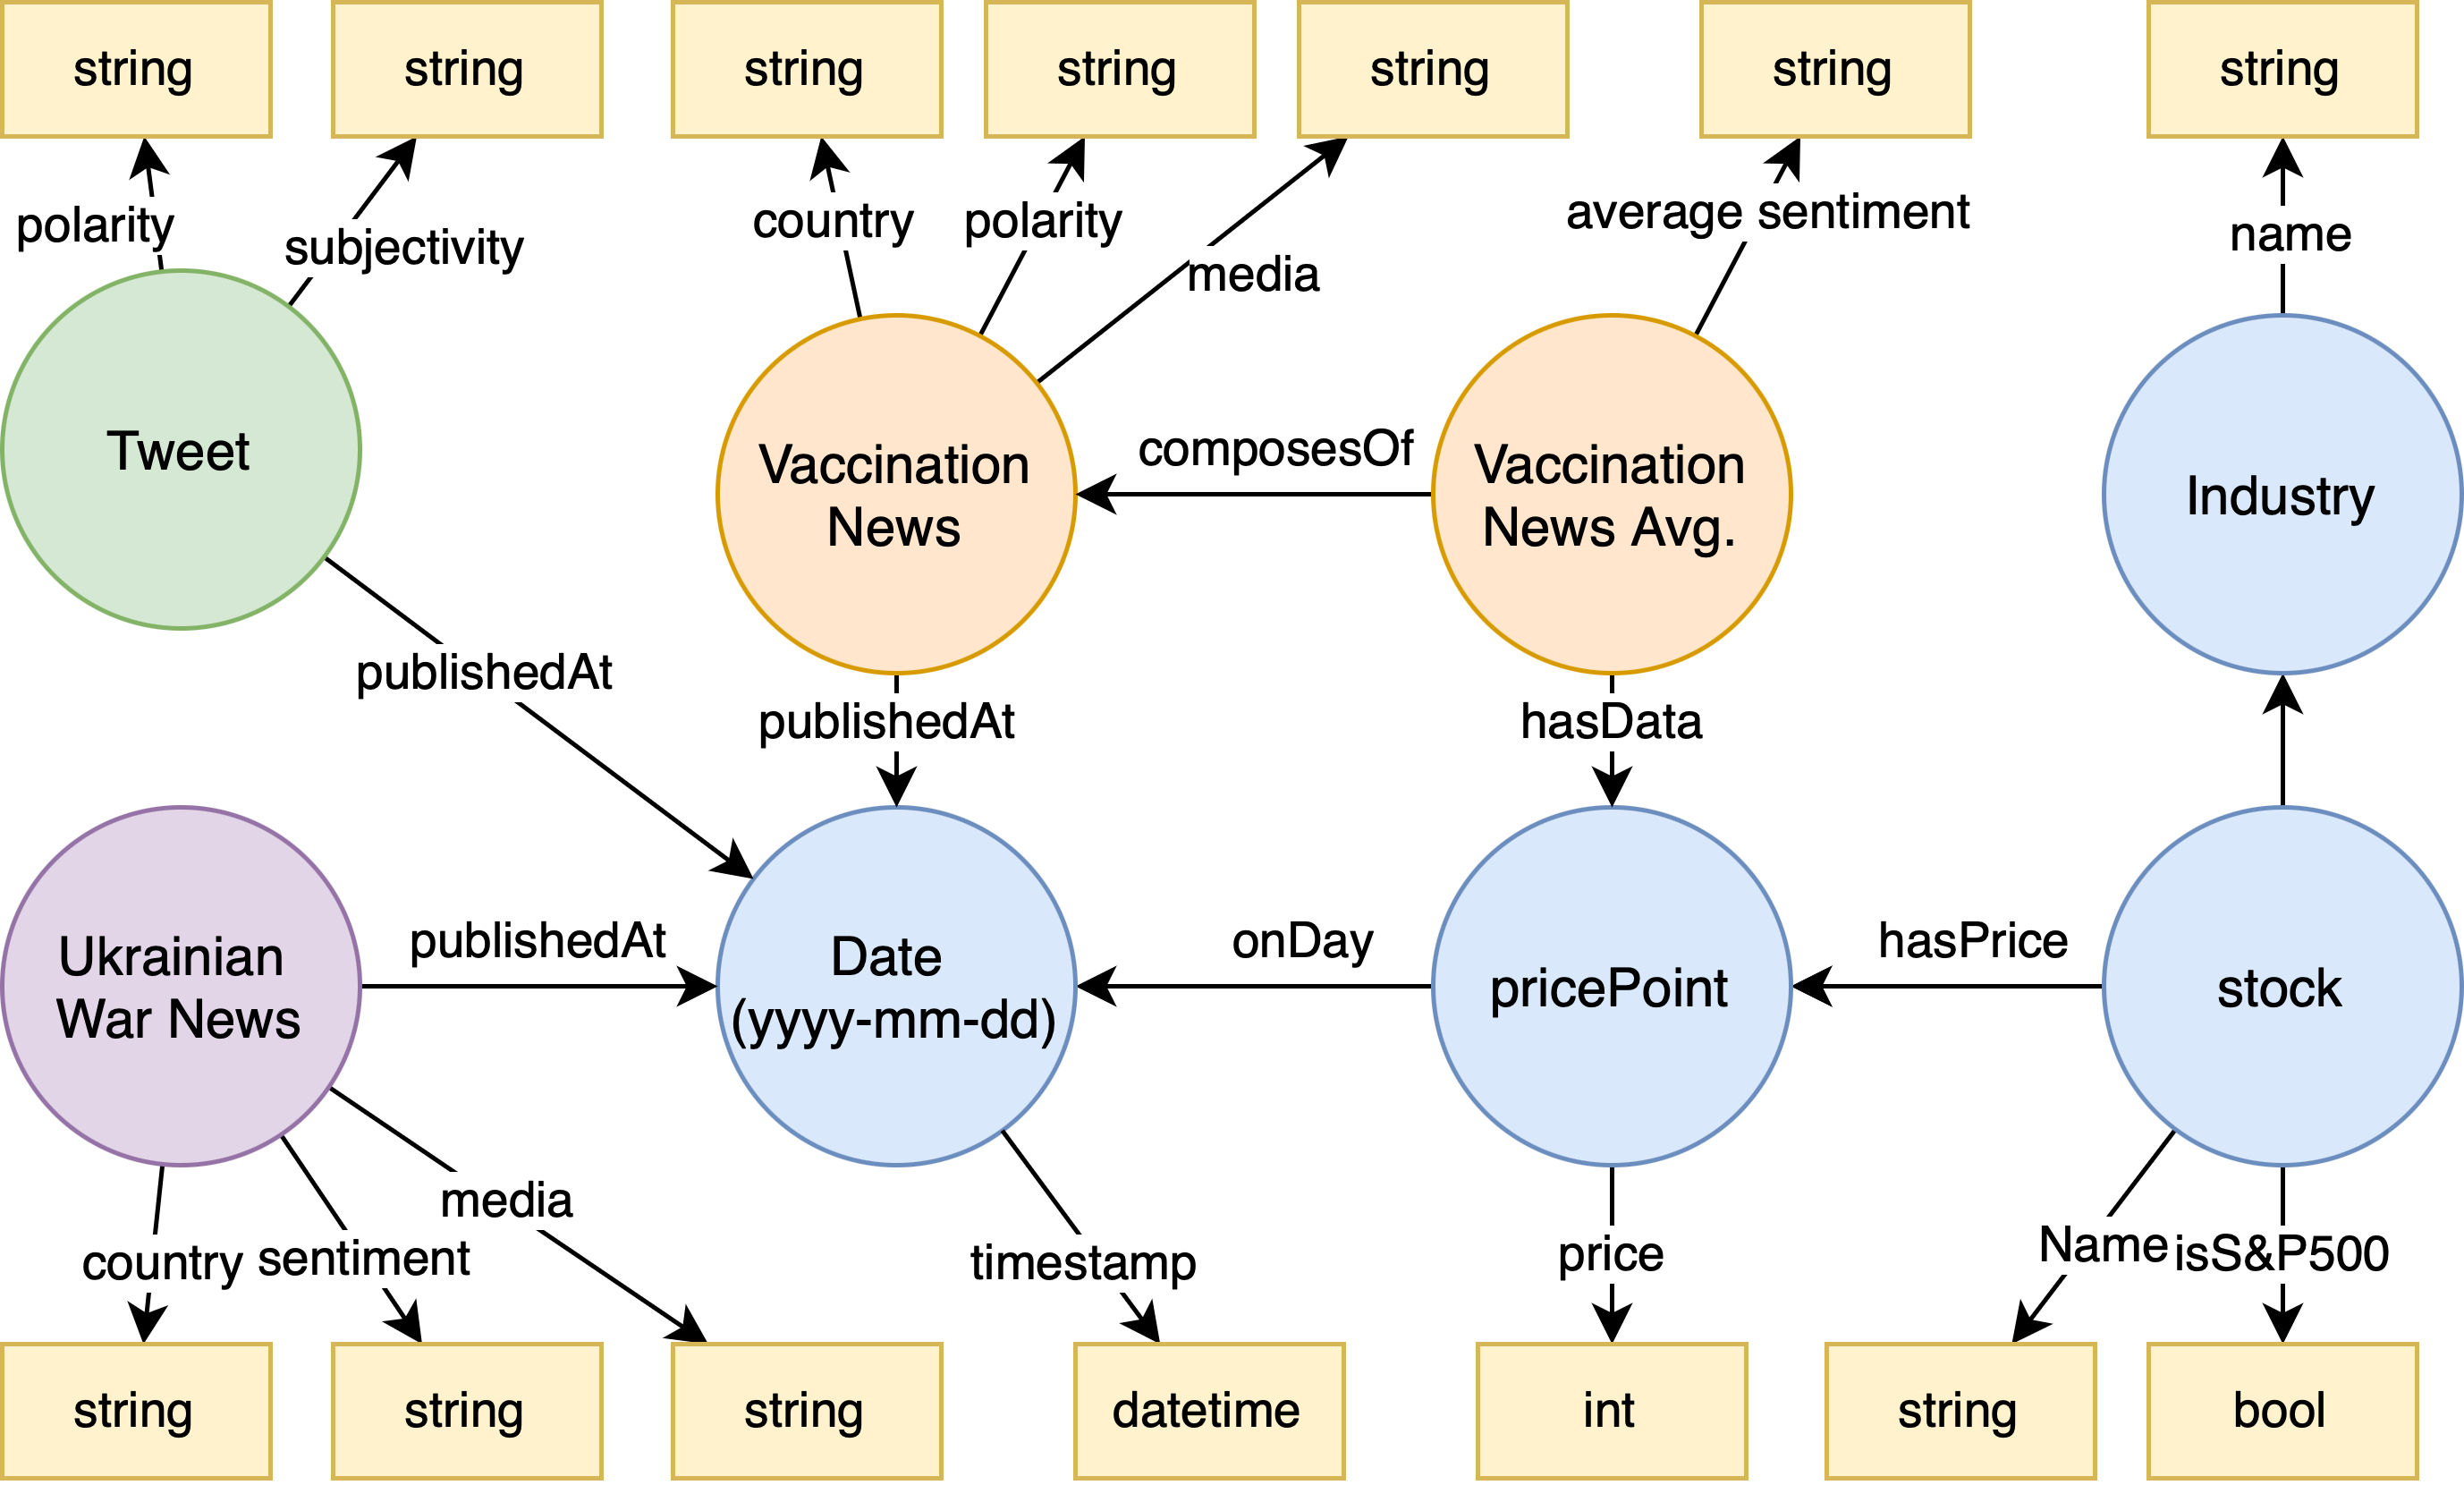 string
string
string
string
string
string
string
polarity
subjectivity
country
polarity
media
average sentiment
name
Tweet
Vaccination
News
composesOf
Vaccination
News Avg.
Industry
publishedAt
publishedAt
hasData
Ukrainian
War News
publishedAt
Date
(yyyy-mm-dd)
onDay
pricePoint
hasPrice
stock
country
sentiment
media
timestamp
price
Name
isS&P500
string
string
string
datetime
int
string
bool